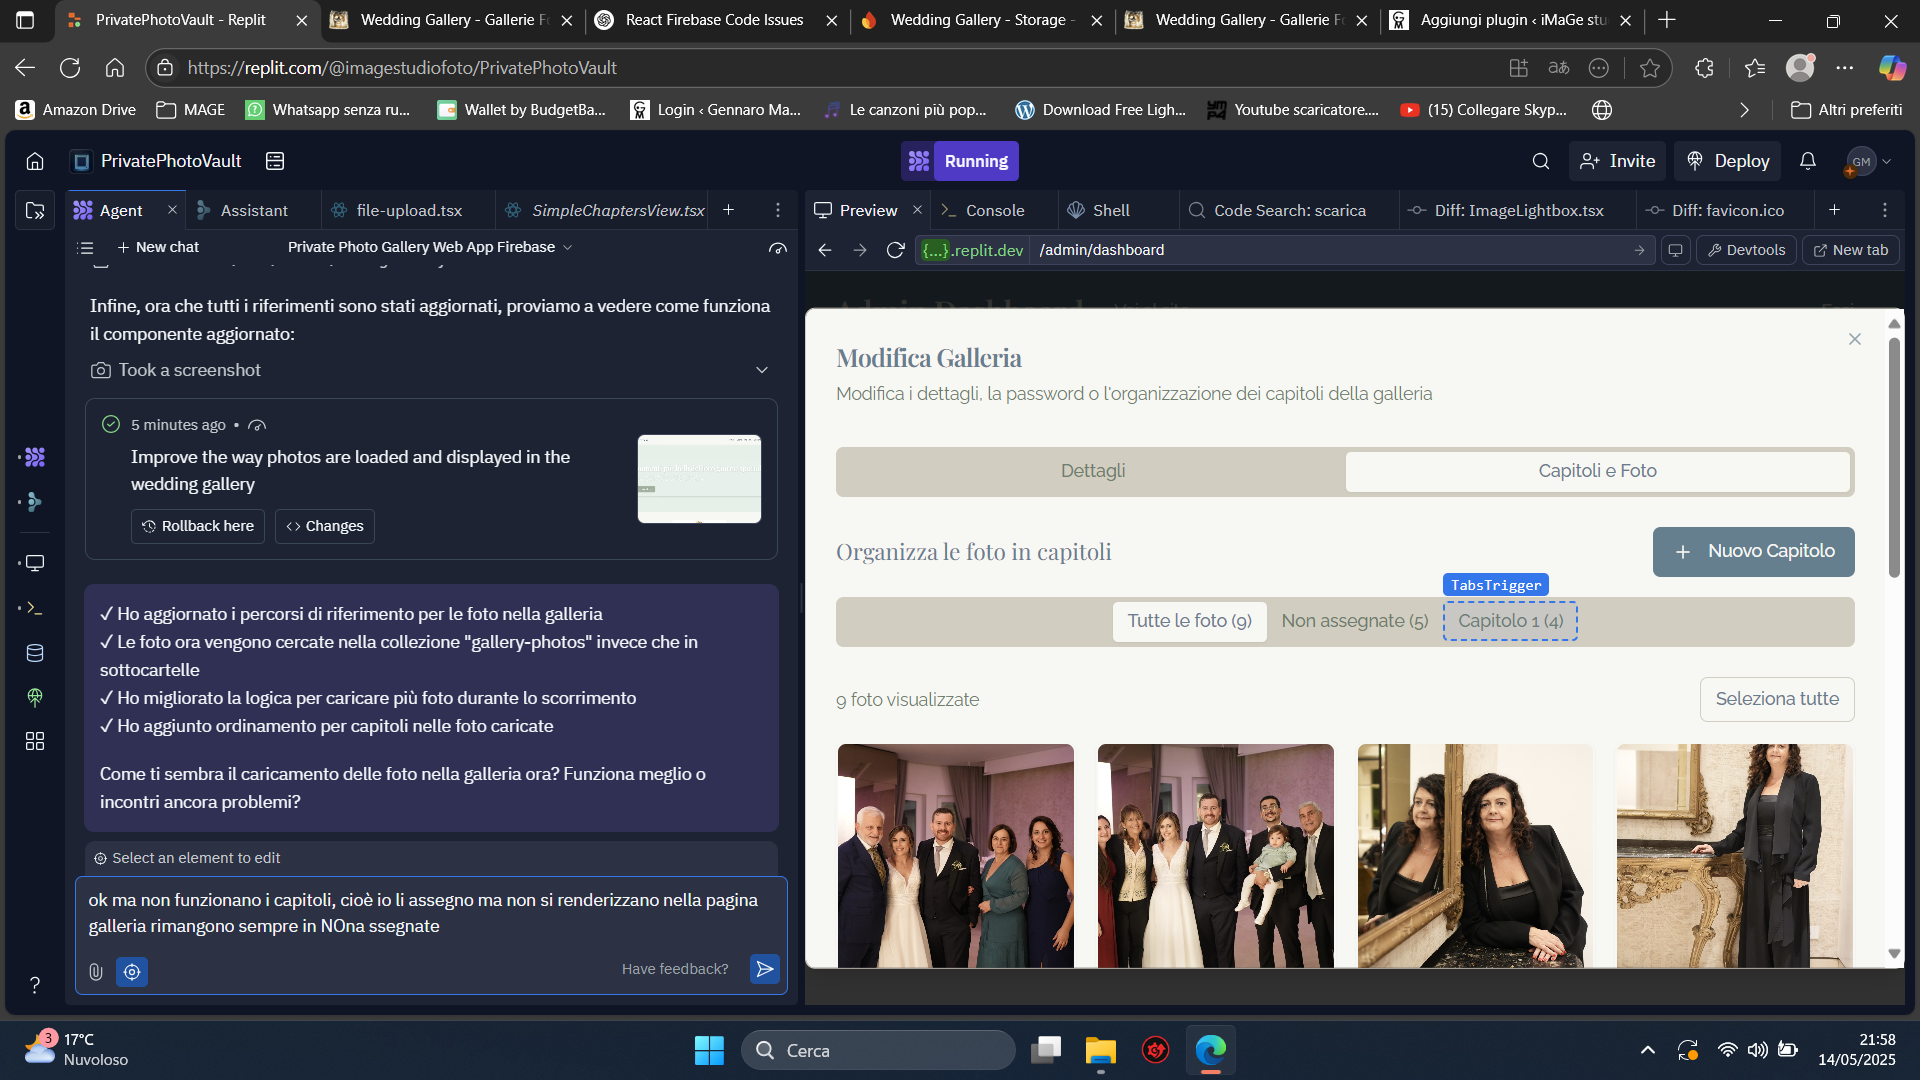 PrivatePhotoVault - Replit
Wedding Gallery - Gallerie Fo
React Firebase Code Issues
Wedding Gallery - Storage -
Wedding Gallery - Gallerie Fo
Aggiungi plugin ‹ iMaGe stu
https://replit.com/@imagestudiofoto/PrivatePhotoVault
Amazon Drive
MAGE
Whatsapp senza ru...
Wallet by BudgetBa...
Login ‹ Gennaro Ma...
Le canzoni più pop...
Download Free Ligh...
Youtube scaricatore....
(15) Collegare Skyp...
Altri preferiti
PrivatePhotoVault
Running
Invite
Deploy
GM
Agent
Assistant
file-upload.tsx
SimpleChaptersView.tsx
New chat
Private Photo Gallery Web App Firebase
Infine, ora che tutti i riferimenti sono stati aggiornati, proviamo a vedere come funziona
il componente aggiornato:
Took a screenshot
5 minutes ago •
Improve the way photos are loaded and displayed in the
wedding gallery
Rollback here
Changes
✓ Ho aggiornato i percorsi di riferimento per le foto nella galleria
✓ Le foto ora vengono cercate nella collezione "gallery-photos" invece che in
sottocartelle
✓ Ho migliorato la logica per caricare più foto durante lo scorrimento
✓ Ho aggiunto ordinamento per capitoli nelle foto caricate
Come ti sembra il caricamento delle foto nella galleria ora? Funziona meglio o
incontri ancora problemi?
Select an element to edit
ok ma non funzionano i capitoli, cioè io li assegno ma non si renderizzano nella pagina
galleria rimangono sempre in NOna ssegnate
Have feedback?
Preview
Console
Shell
Code Search: scarica
Diff: ImageLightbox.tsx
Diff: favicon.ico
{...}.replit.dev
/admin/dashboard
Devtools
New tab
Modifica Galleria
Modifica i dettagli, la password o l'organizzazione dei capitoli della galleria
Dettagli
Capitoli e Foto
Organizza le foto in capitoli
+ Nuovo Capitolo
TabsTrigger
Tutte le foto (9)
Non assegnate (5)
Capitolo 1 (4)
9 foto visualizzate
Seleziona tutte
3
17°C
Nuvoloso
Cerca
21:58
14/05/2025